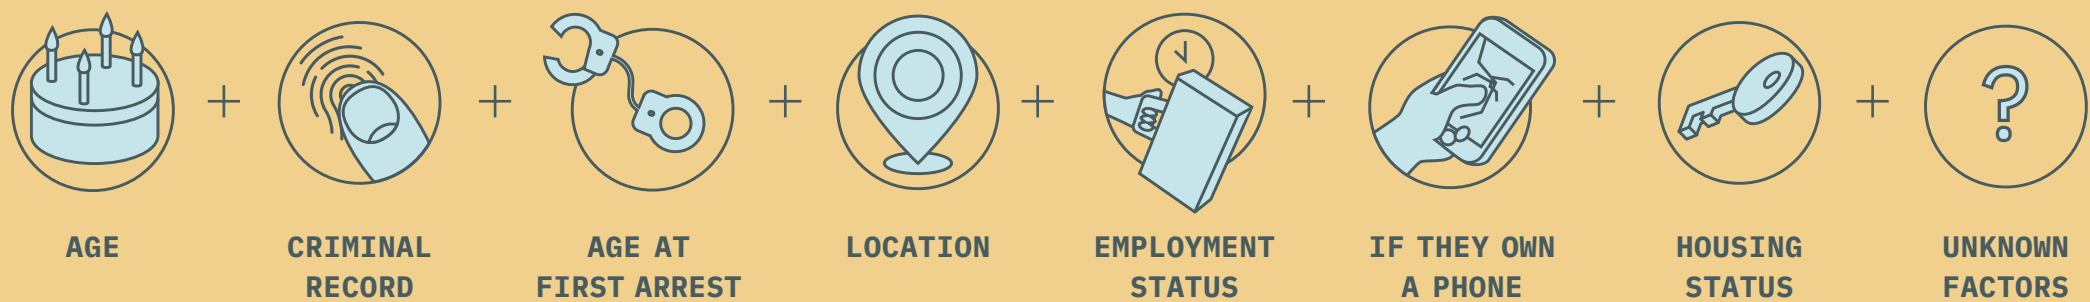 AGE
CRIMINAL
RECORD
AGE AT
FIRST ARREST
LOCATION
EMPLOYMENT
STATUS
IF THEY OWN
A PHONE
HOUSING
STATUS
?
UNKNOWN
FACTORS